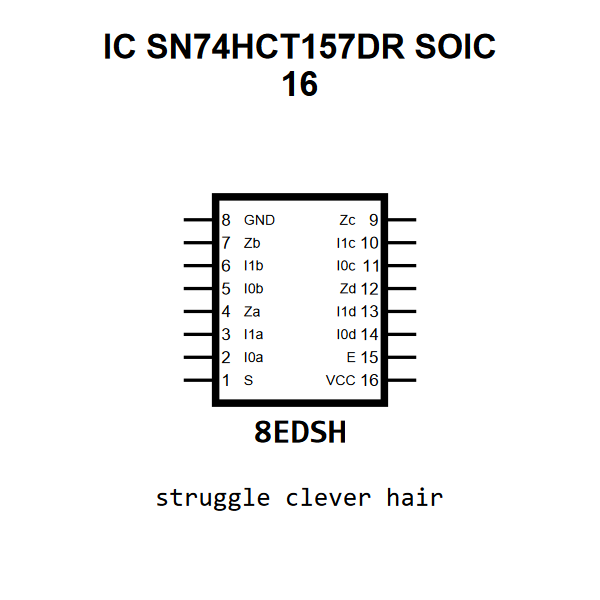 IC SN74HCT157DR SOIC
16
8 GND Zc 9
7 Zb I1c 10
6 I1b I0c 11
5 I0b Zd 12
4 Za I1d 13
3 I1a I0d 14
2 I0a E 15
1 S VCC 16
8EDSH
struggle clever hair